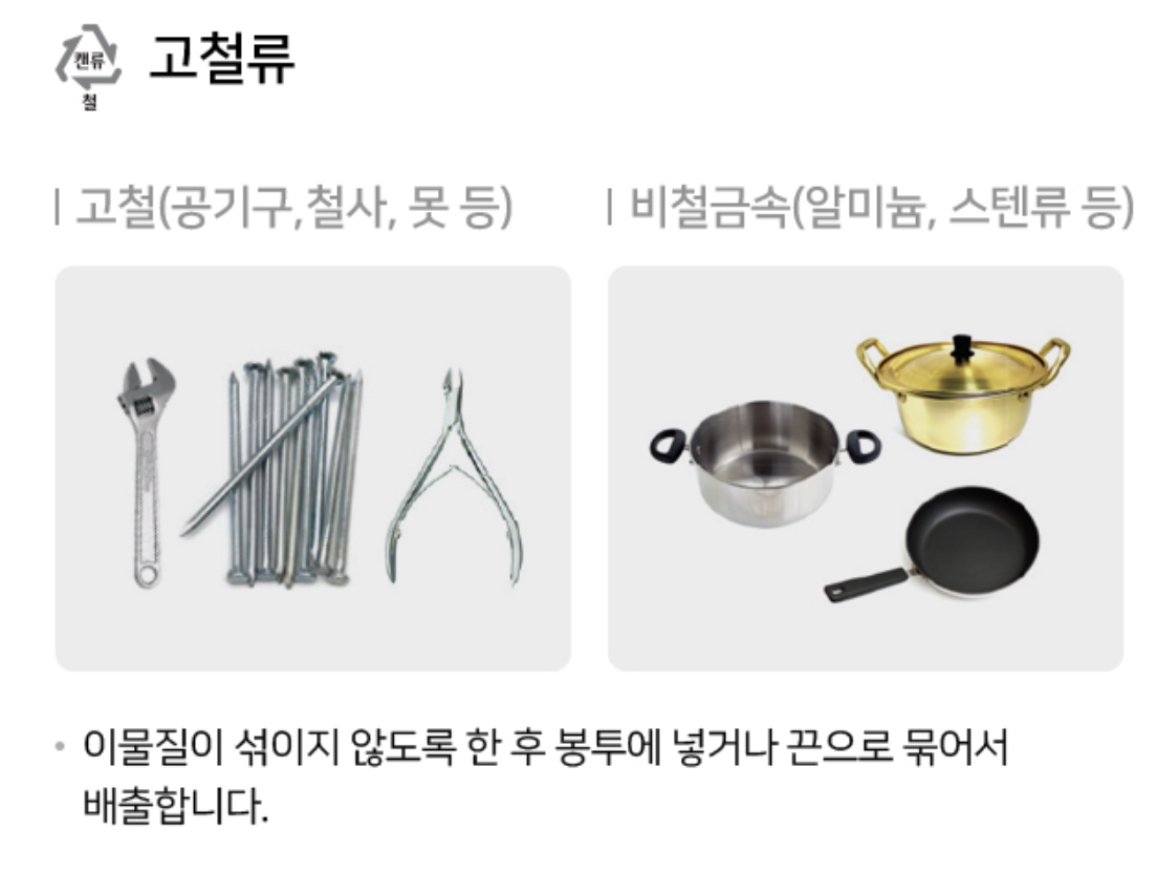 캔류
철
고철류
고철(공기구,철사, 못 등)
비철금속(알미늄, 스텐류 등)
• 이물질이 섞이지 않도록 한 후 봉투에 넣거나 끈으로 묶어서
배출합니다.